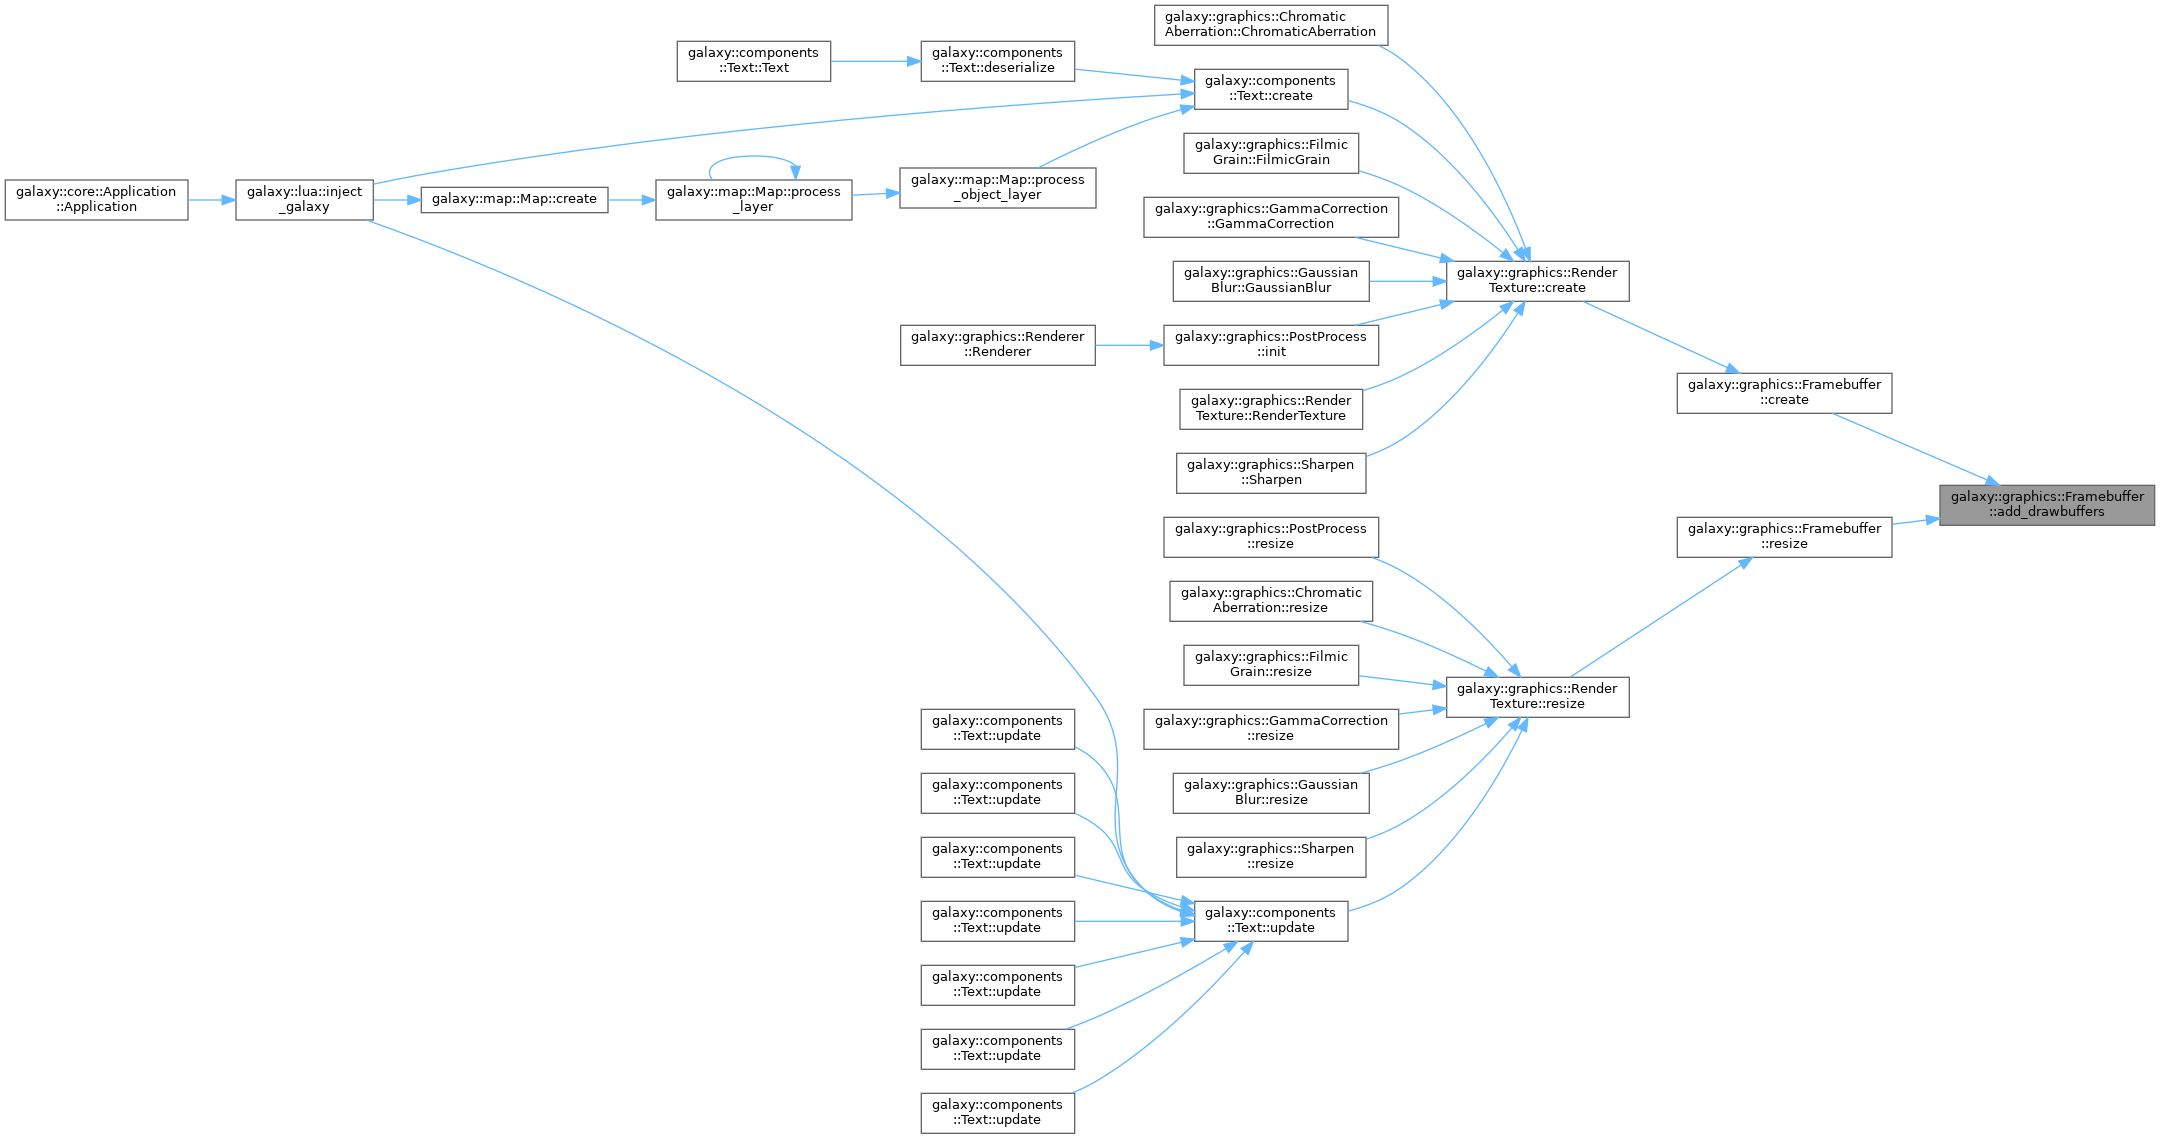 galaxy::graphics::Chromatic
Aberration::ChromaticAberration
galaxy::components
::Text::Text
galaxy::components
::Text::deserialize
galaxy::components
::Text::create
galaxy::graphics::Filmic
Grain::FilmicGrain
galaxy::core::Application
::Application
galaxy::lua::inject
_galaxy
galaxy::map::Map::create
galaxy::map::Map::process
_layer
galaxy::map::Map::process
_object_layer
galaxy::graphics::GammaCorrection
::GammaCorrection
galaxy::graphics::Gaussian
Blur::GaussianBlur
galaxy::graphics::Render
Texture::create
galaxy::graphics::Renderer
::Renderer
galaxy::graphics::PostProcess
::init
galaxy::graphics::Render
Texture::RenderTexture
galaxy::graphics::Framebuffer
::create
galaxy::graphics::Sharpen
::Sharpen
galaxy::graphics::Framebuffer
::add_drawbuffers
galaxy::graphics::PostProcess
::resize
galaxy::graphics::Framebuffer
::resize
galaxy::graphics::Chromatic
Aberration::resize
galaxy::graphics::Filmic
Grain::resize
galaxy::graphics::Render
Texture::resize
galaxy::components
::Text::update
galaxy::graphics::GammaCorrection
::resize
galaxy::components
::Text::update
galaxy::graphics::Gaussian
Blur::resize
galaxy::components
::Text::update
galaxy::graphics::Sharpen
::resize
galaxy::components
::Text::update
galaxy::components
::Text::update
galaxy::components
::Text::update
galaxy::components
::Text::update
galaxy::components
::Text::update